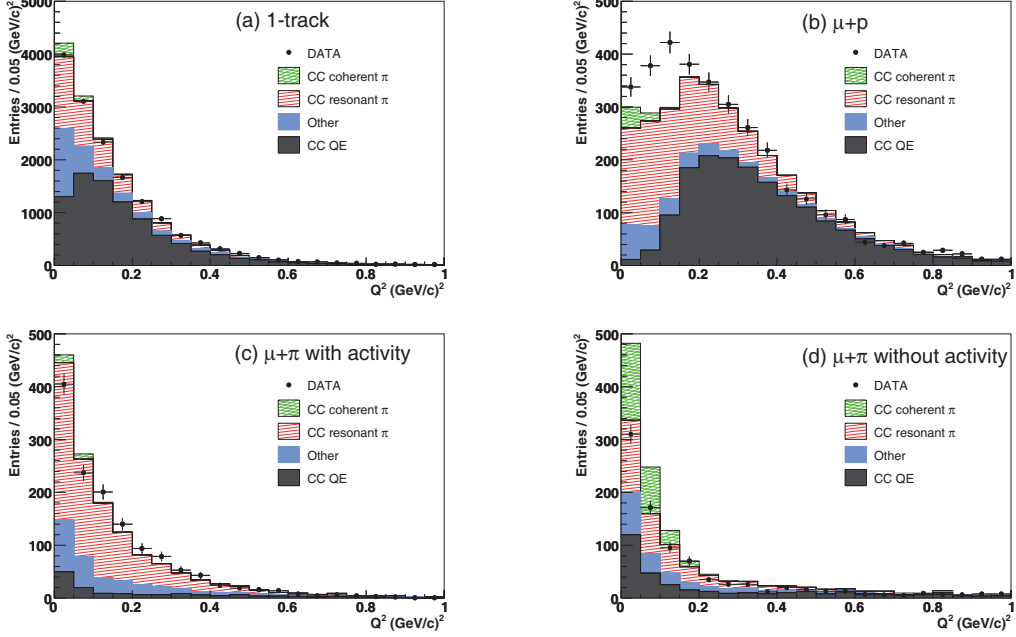 (a) 1-track
Entries / 0.05 (GeV/c)²
5000
4000
3000
2000
1000
0
DATA
CC coherent π
CC resonant π
Other
CC QE
0 0.2 0.4 0.6 0.8 1
Q² (GeV/c)²
(b) μ+p
Entries / 0.05 (GeV/c)²
500
400
300
200
100
0
DATA
CC coherent π
CC resonant π
Other
CC QE
0 0.2 0.4 0.6 0.8 1
Q² (GeV/c)²
(c) μ+π with activity
Entries / 0.05 (GeV/c)²
500
400
300
200
100
0
DATA
CC coherent π
CC resonant π
Other
CC QE
0 0.2 0.4 0.6 0.8 1
Q² (GeV/c)²
(d) μ+π without activity
Entries / 0.05 (GeV/c)²
500
400
300
200
100
0
DATA
CC coherent π
CC resonant π
Other
CC QE
0 0.2 0.4 0.6 0.8 1
Q² (GeV/c)²